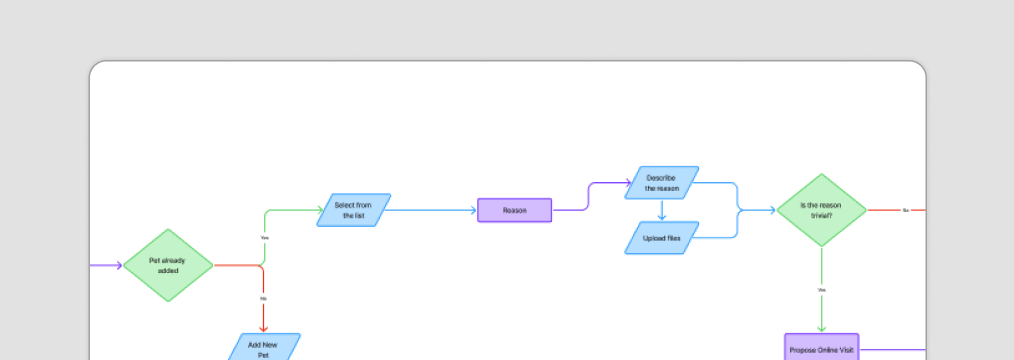 Describe
the reason
Is the reason
trivial?
Select from
the list
Reason
No
Yes
Upload files
Pet already
added
Yes
No
Add New
Pet
Propose Online Visit